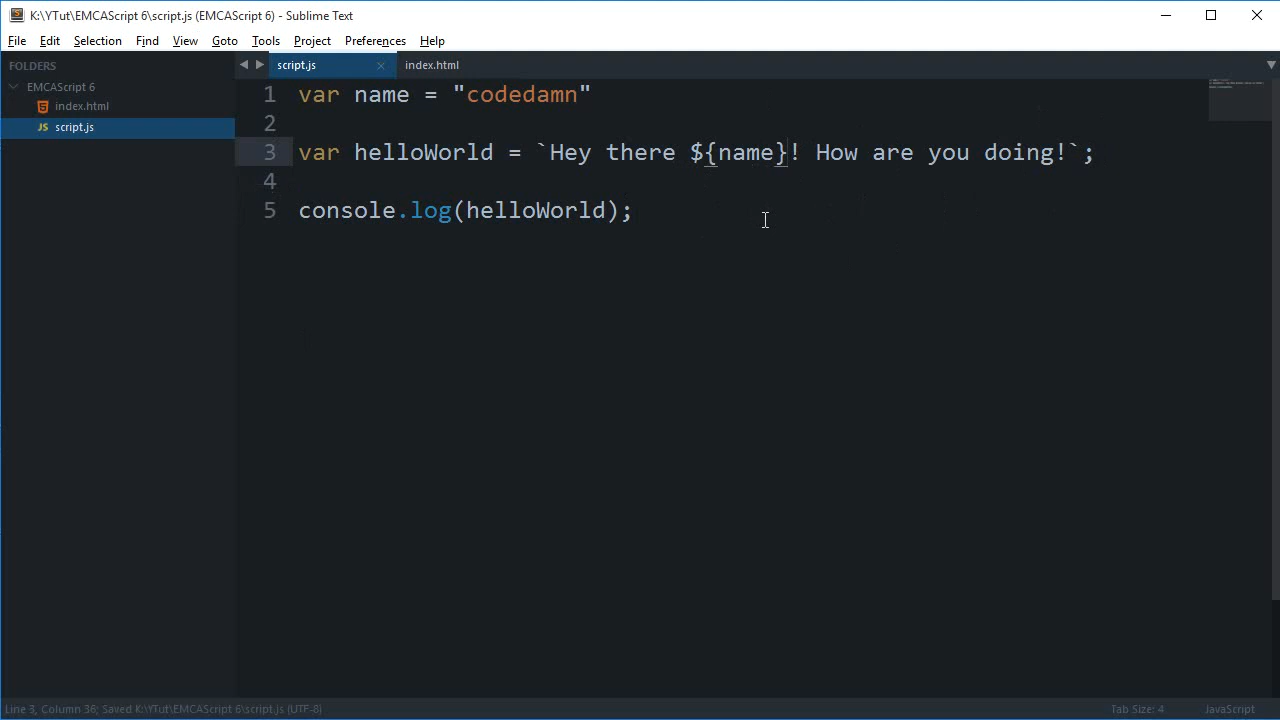 K:\YTut\EMCAScript 6\script.js (EMCAScript 6) - Sublime Text
File Edit Selection Find View Goto Tools Project Preferences Help
FOLDERS
EMCAScript 6
index.html
JS script.js
script.js × index.html
1 var name = "codedamn"
2
3 var helloWorld = `Hey there ${name}! How are you doing!`;
4
5 console.log(helloWorld);
Line 3, Column 36; Saved K:\YTut\EMCAScript 6\script.js (UTF-8) Tab Size: 4 JavaScript